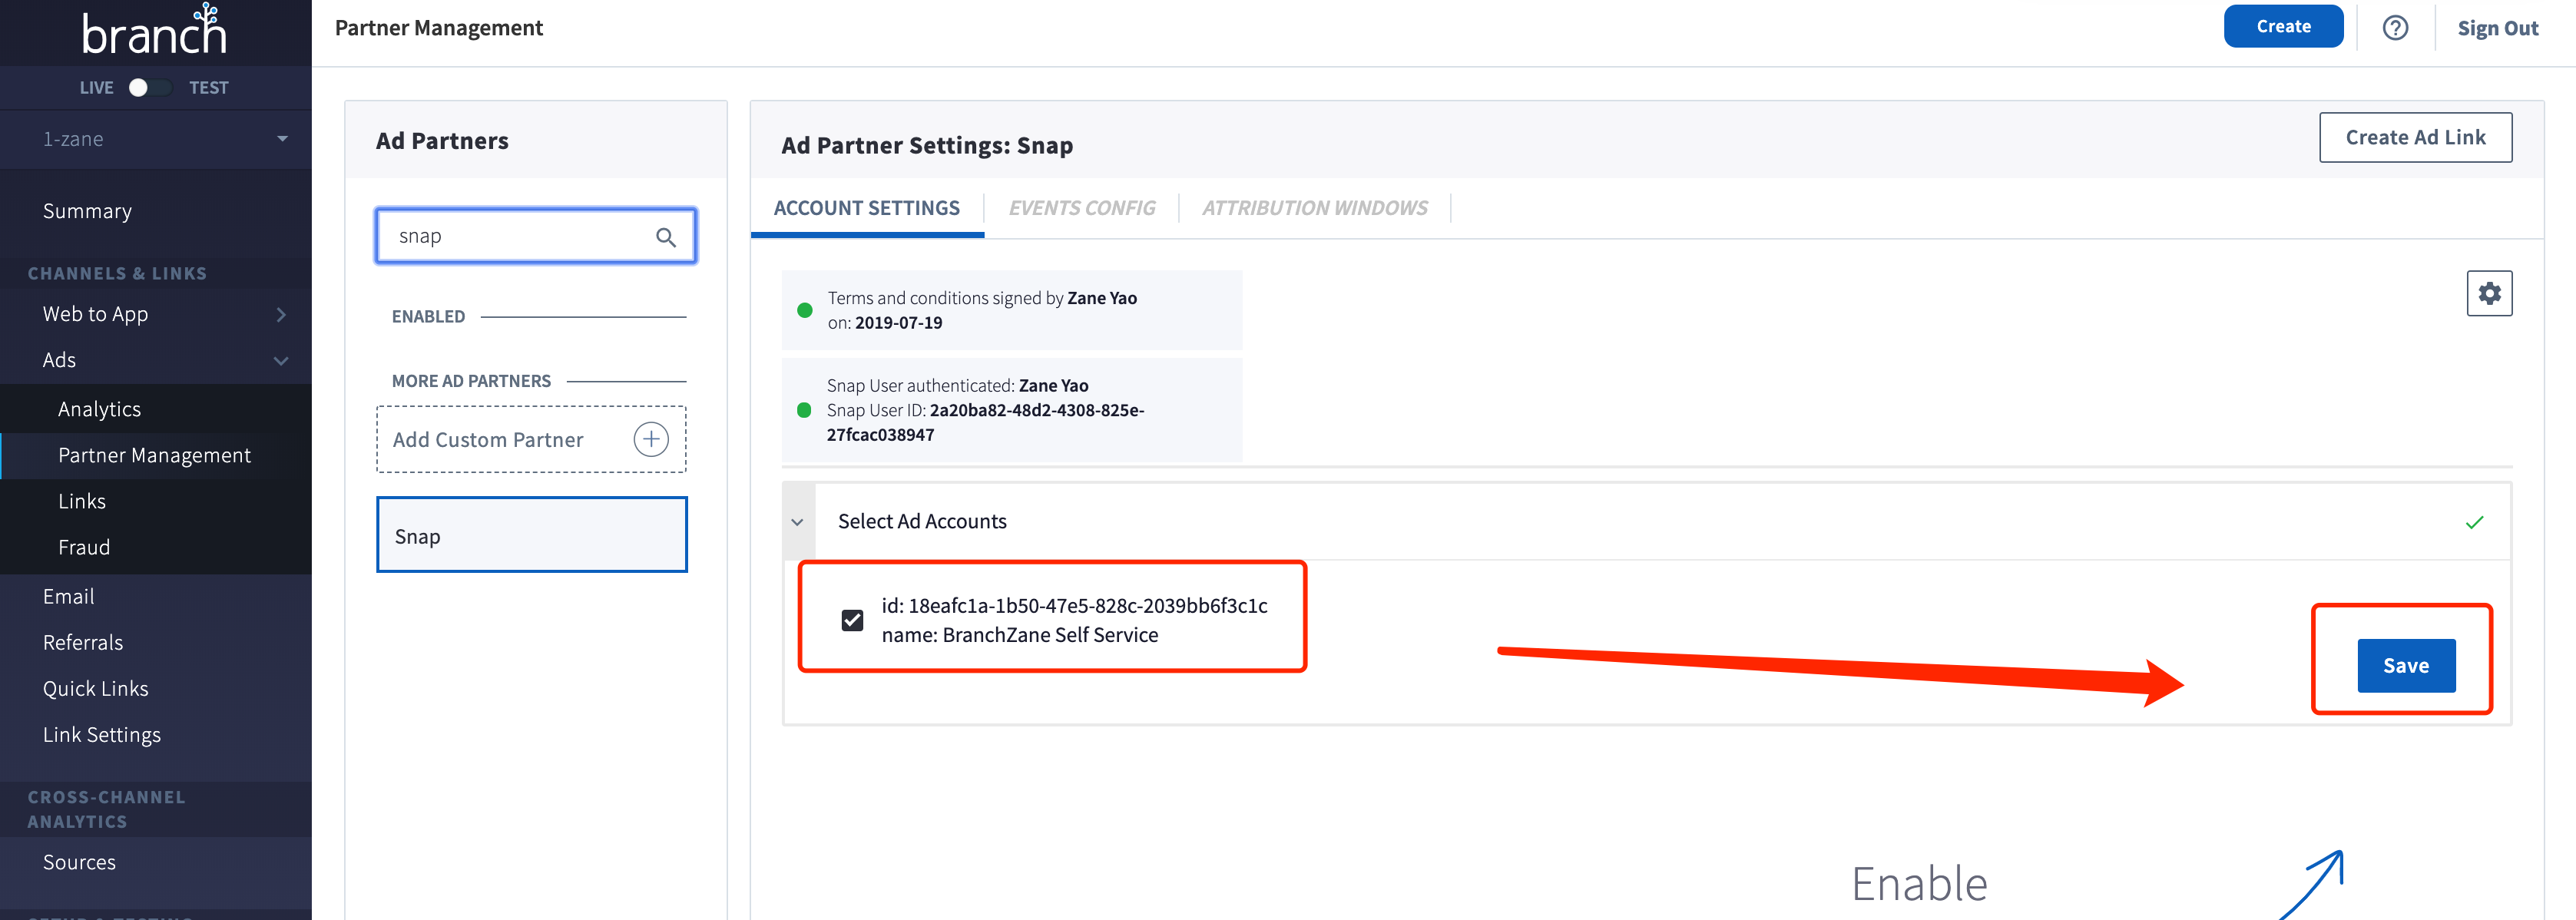 branch
LIVE TEST
1-zane
Summary
CHANNELS & LINKS
Web to App
Ads
Analytics
Partner Management
Links
Fraud
Email
Referrals
Quick Links
Link Settings
CROSS-CHANNEL
ANALYTICS
Sources
Partner Management
Create
?
Sign Out
Ad Partners
snap
ENABLED
MORE AD PARTNERS
Add Custom Partner
Snap
Ad Partner Settings: Snap
Create Ad Link
ACCOUNT SETTINGS
EVENTS CONFIG
ATTRIBUTION WINDOWS
Terms and conditions signed by Zane Yao
on: 2019-07-19
Snap User authenticated: Zane Yao
Snap User ID: 2a20ba82-48d2-4308-825e-
27fcac038947
Select Ad Accounts
id: 18eafc1a-1b50-47e5-828c-2039bb6f3c1c
name: BranchZane Self Service
Save
Enable